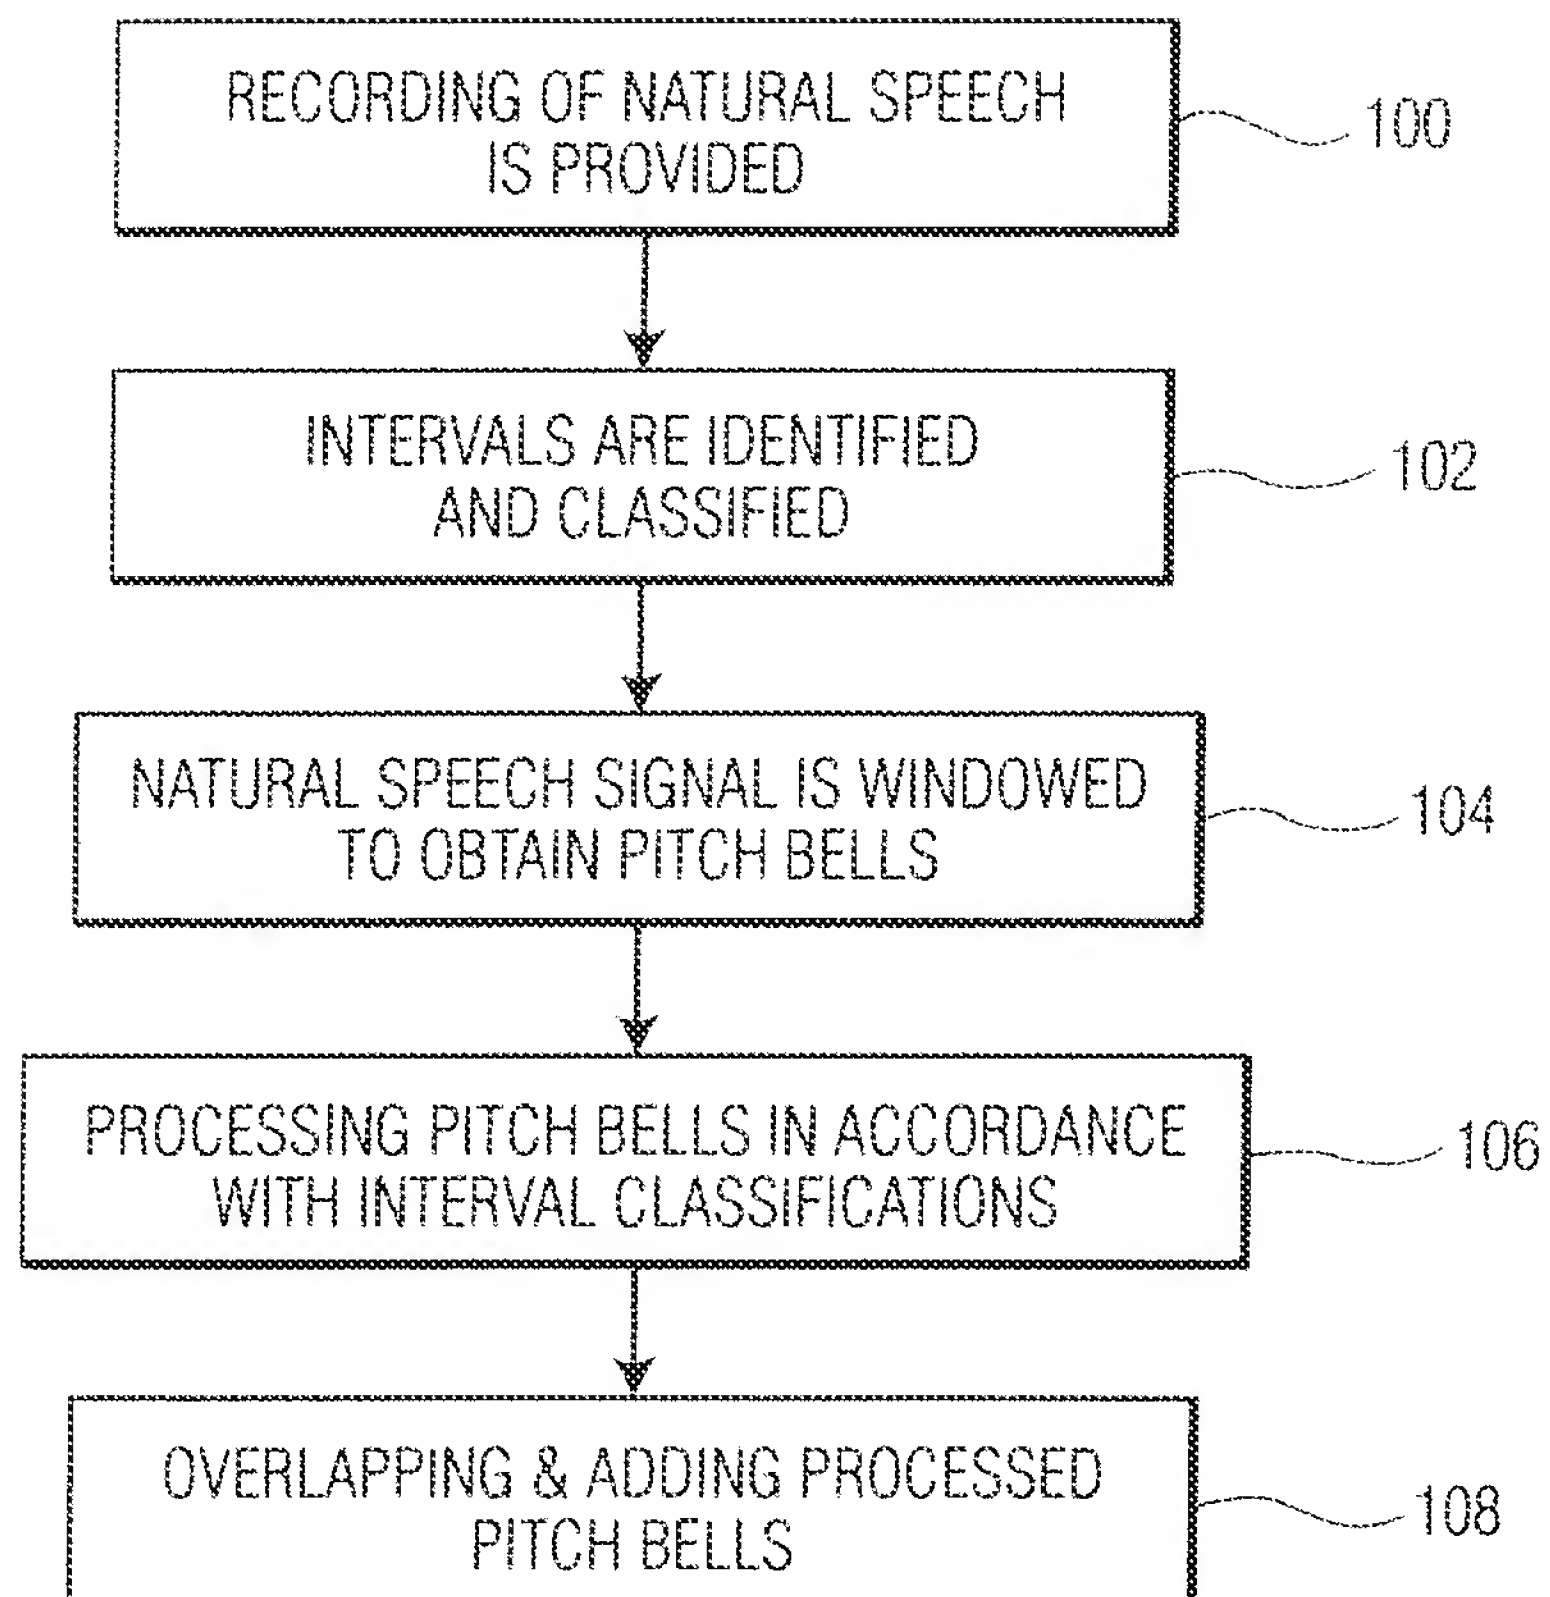 RECORDING OF NATURAL SPEECH
IS PROVIDED
100
INTERVALS ARE IDENTIFIED
AND CLASSIFIED
102
NATURAL SPEECH SIGNAL IS WINDOWED
TO OBTAIN PITCH BELLS
104
PROCESSING PITCH BELLS IN ACCORDANCE
WITH INTERVAL CLASSIFICATIONS
106
OVERLAPPING & ADDING PROCESSED
PITCH BELLS
108